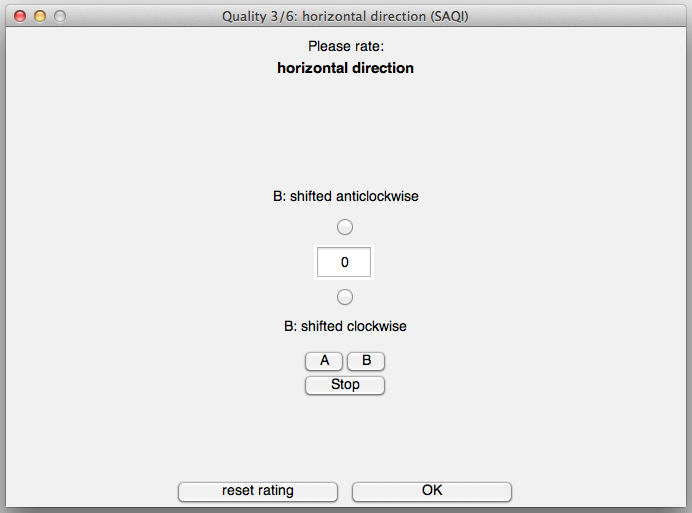 Quality 3/6: horizontal direction (SAQI)
Please rate:
horizontal direction
B: shifted anticlockwise
0
B: shifted clockwise
A B
Stop
reset rating OK